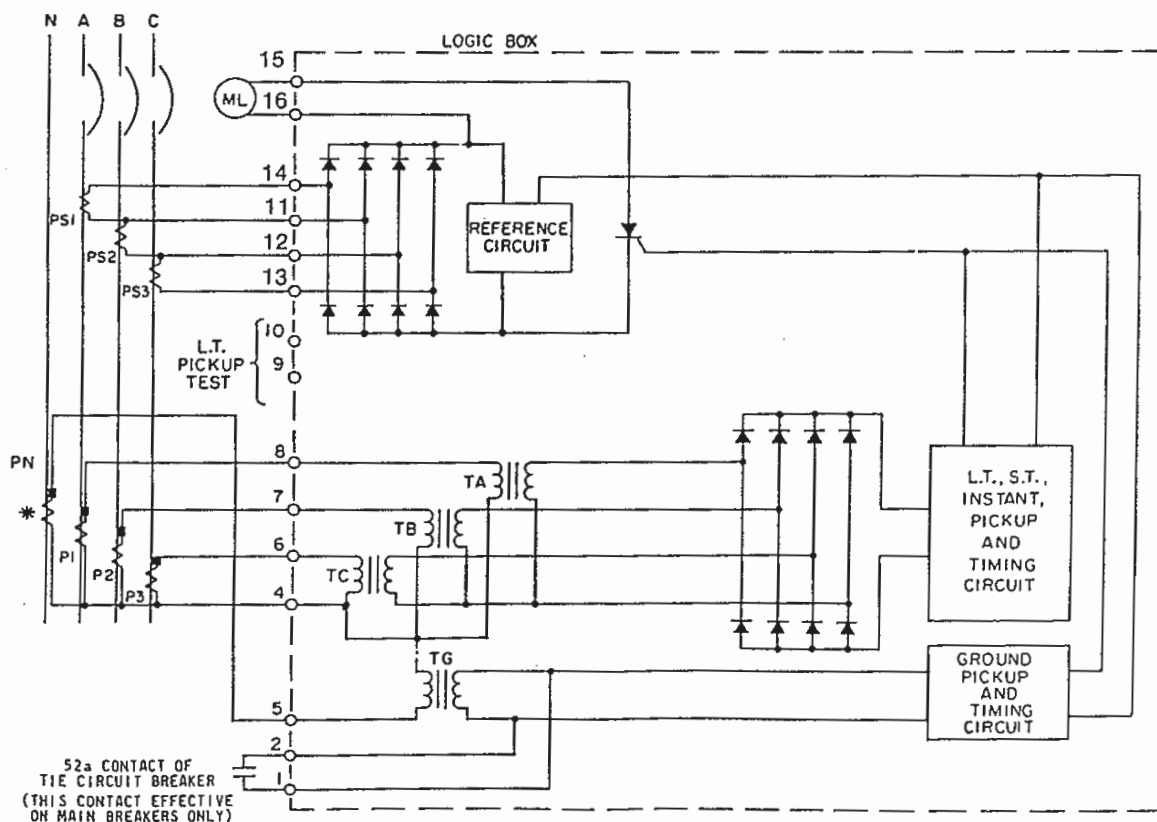 N A B C
LOGIC BOX
15
ML
16
14
PS1
11
PS2
12
PS3
13
REFERENCE
CIRCUIT
10
L.T.
PICKUP
TEST
9
PN
8
TA
*
7
TB
P1
6
TC
P2
4
P3
L.T., S.T.,
INSTANT,
PICKUP
AND
TIMING
CIRCUIT
TG
5
GROUND
PICKUP
AND
TIMING
CIRCUIT
2
1
52a CONTACT OF
TIE CIRCUIT BREAKER
(THIS CONTACT EFFECTIVE
ON MAIN BREAKERS ONLY)